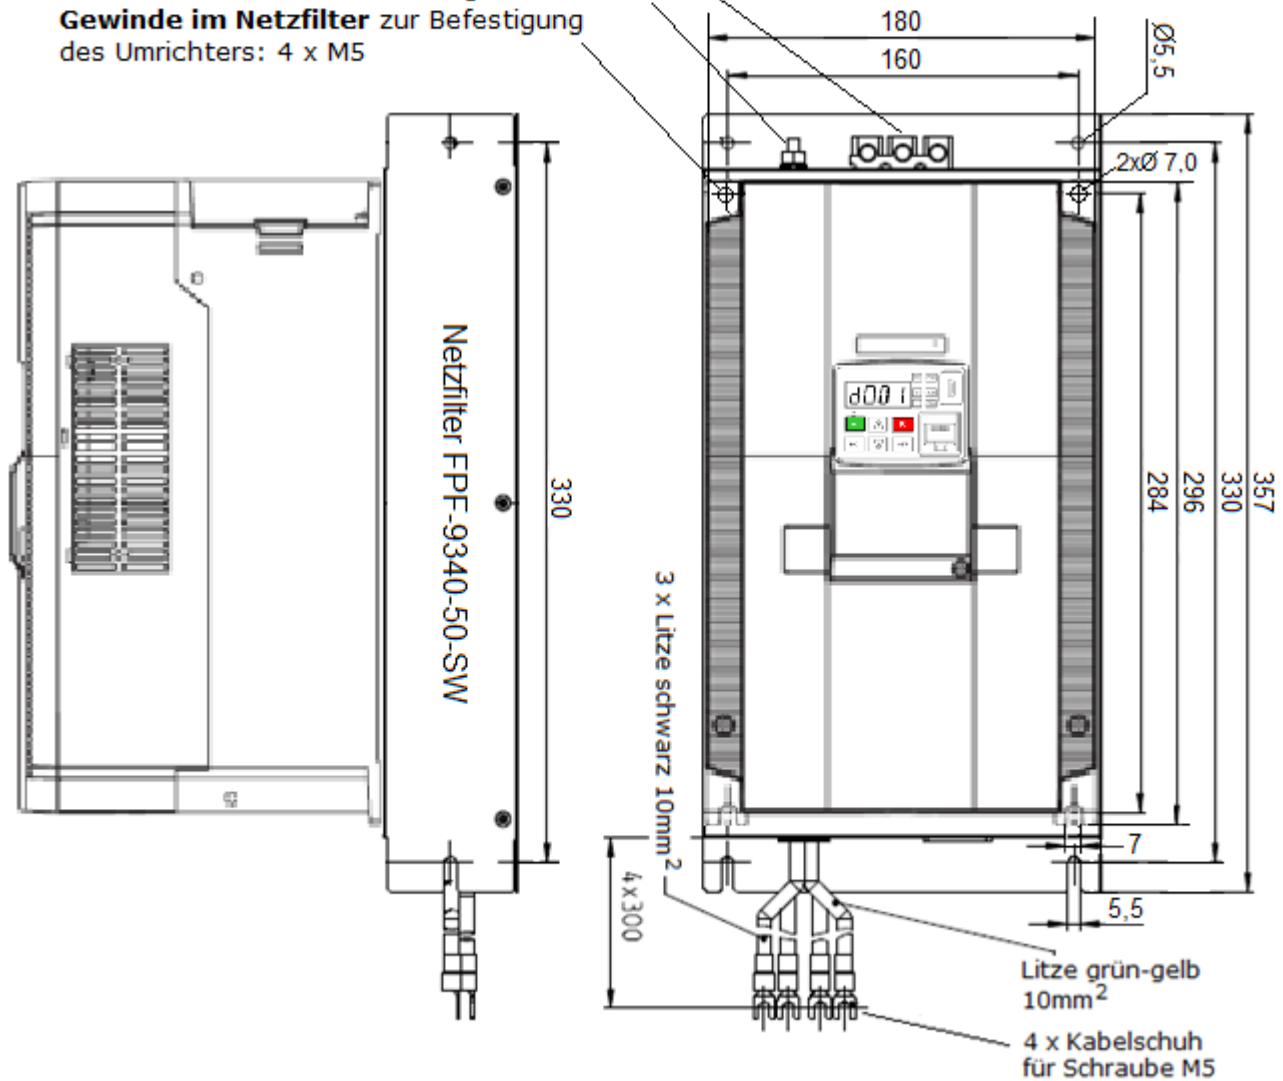 Gewinde im Netzfilter zur Befestigung
des Umrichters: 4 x M5
180
160
Ø5,5
2xØ 7,0
Netzfilter FPF-9340-50-SW
330
d001
284
296
330
357
3 x Litze schwarz 10mm²
4x300
7
5,5
Litze grün-gelb
10mm²
4 x Kabelschuh
für Schraube M5